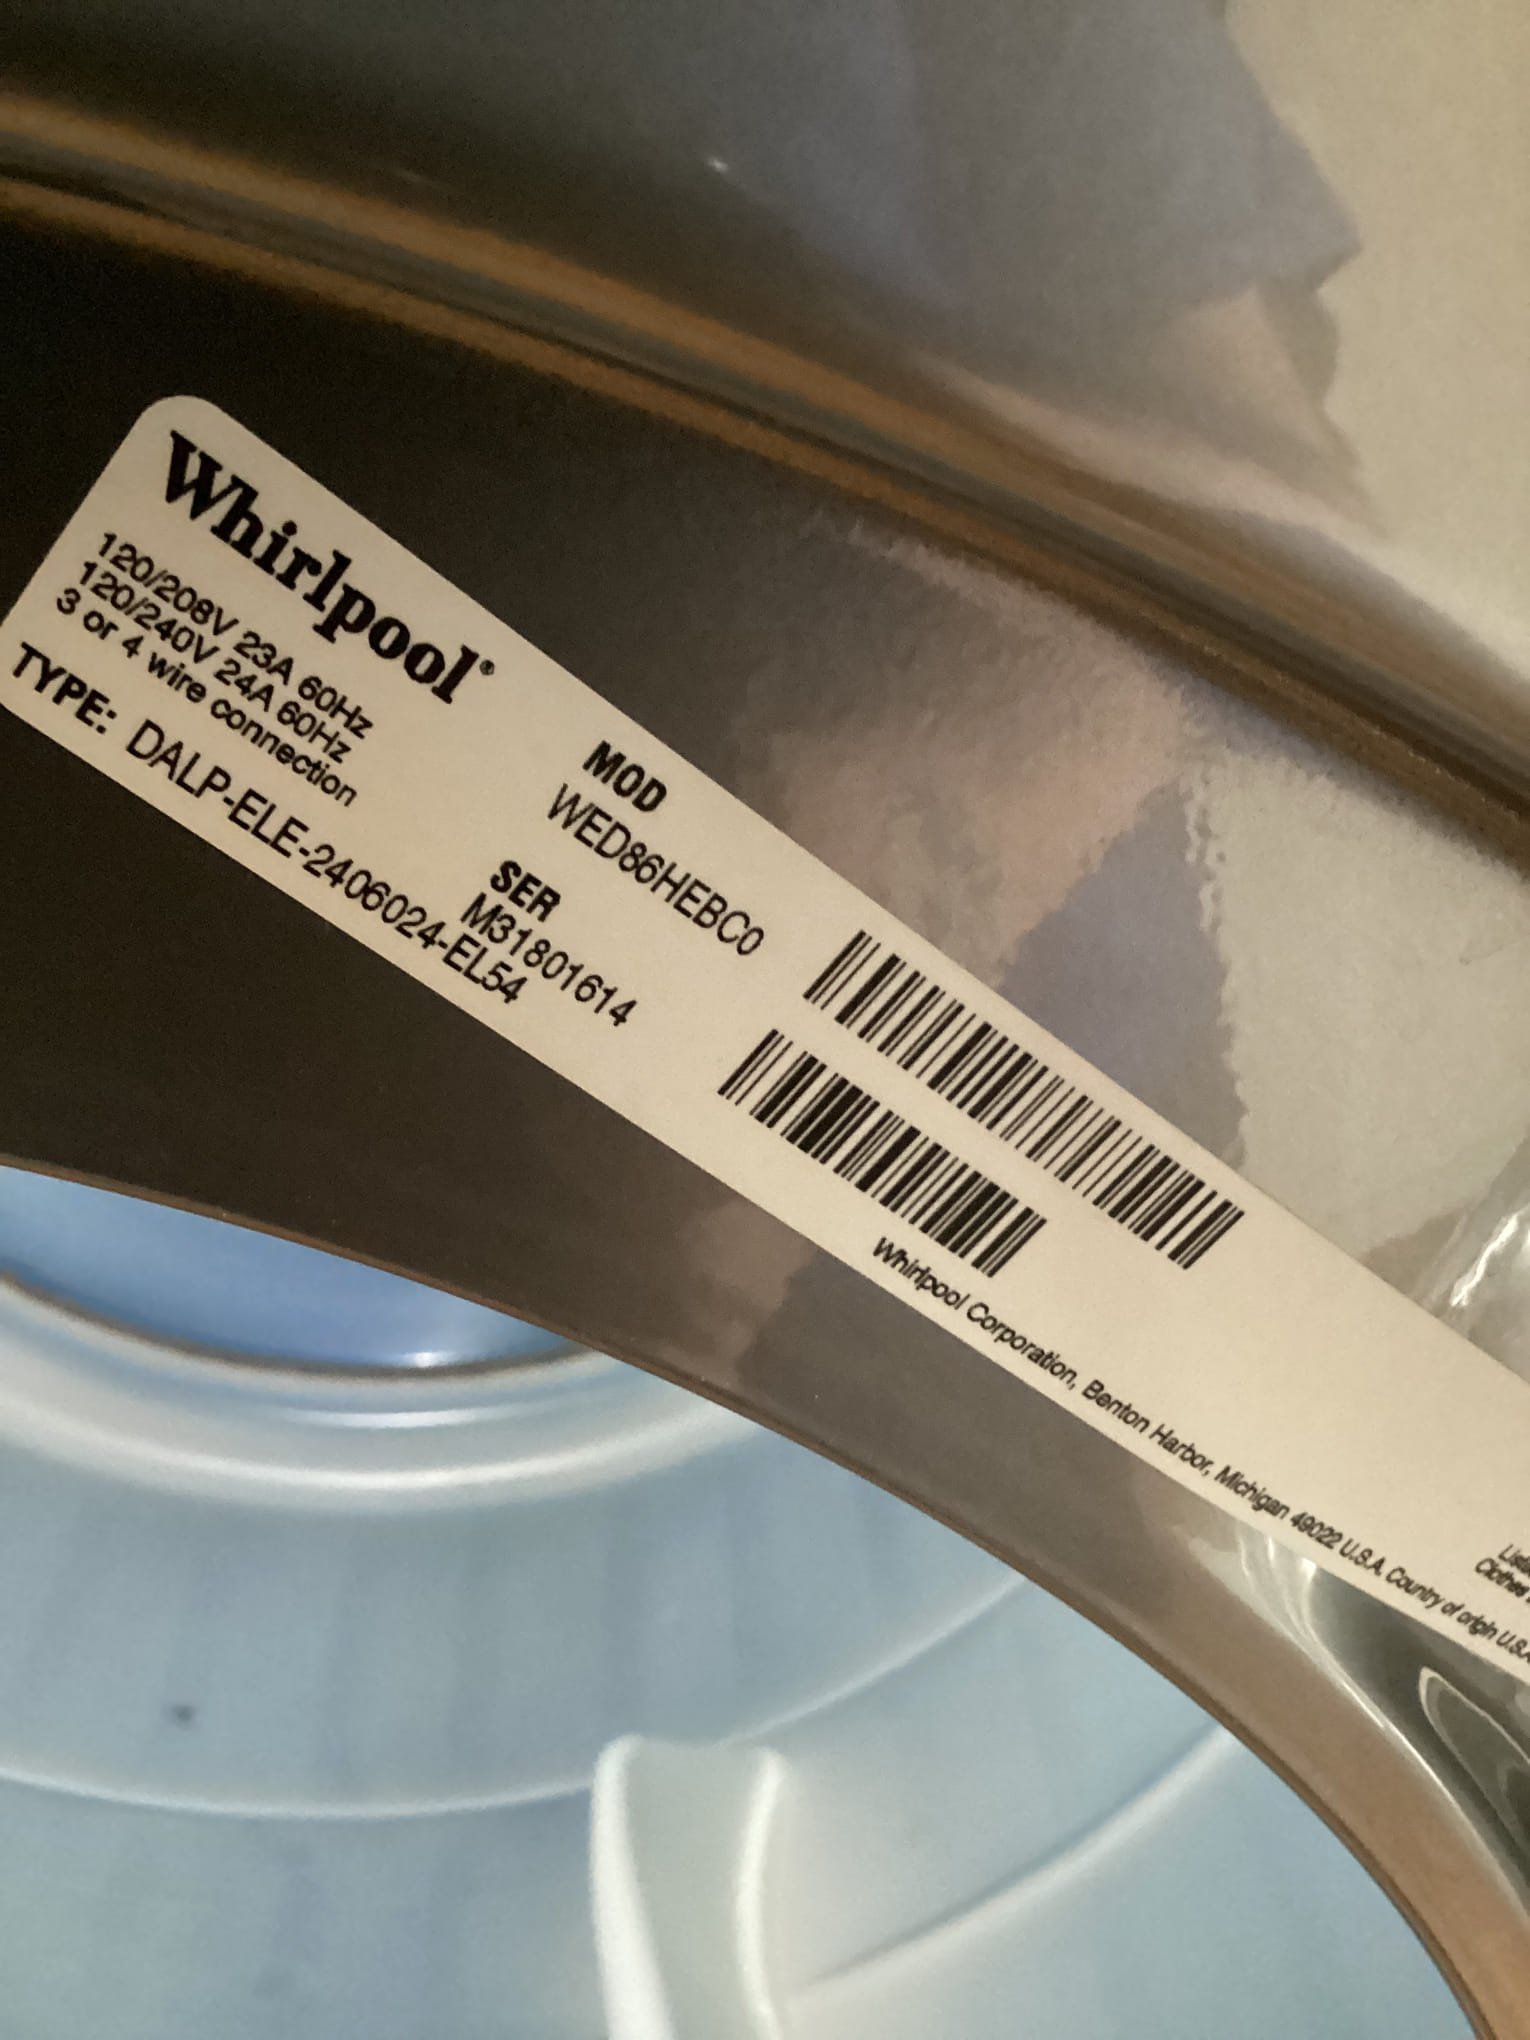 Whirlpool®
120/208V 23A 60Hz
120/240V 24A 60Hz
3 or 4 wire connection
TYPE: DALP-ELE-2406024-EL54
MOD
WED86HEBC0
SER
M31801614
Whirlpool Corporation, Benton Harbor, Michigan 49022 U.S.A. Country of origin U.S.A.
Clothes